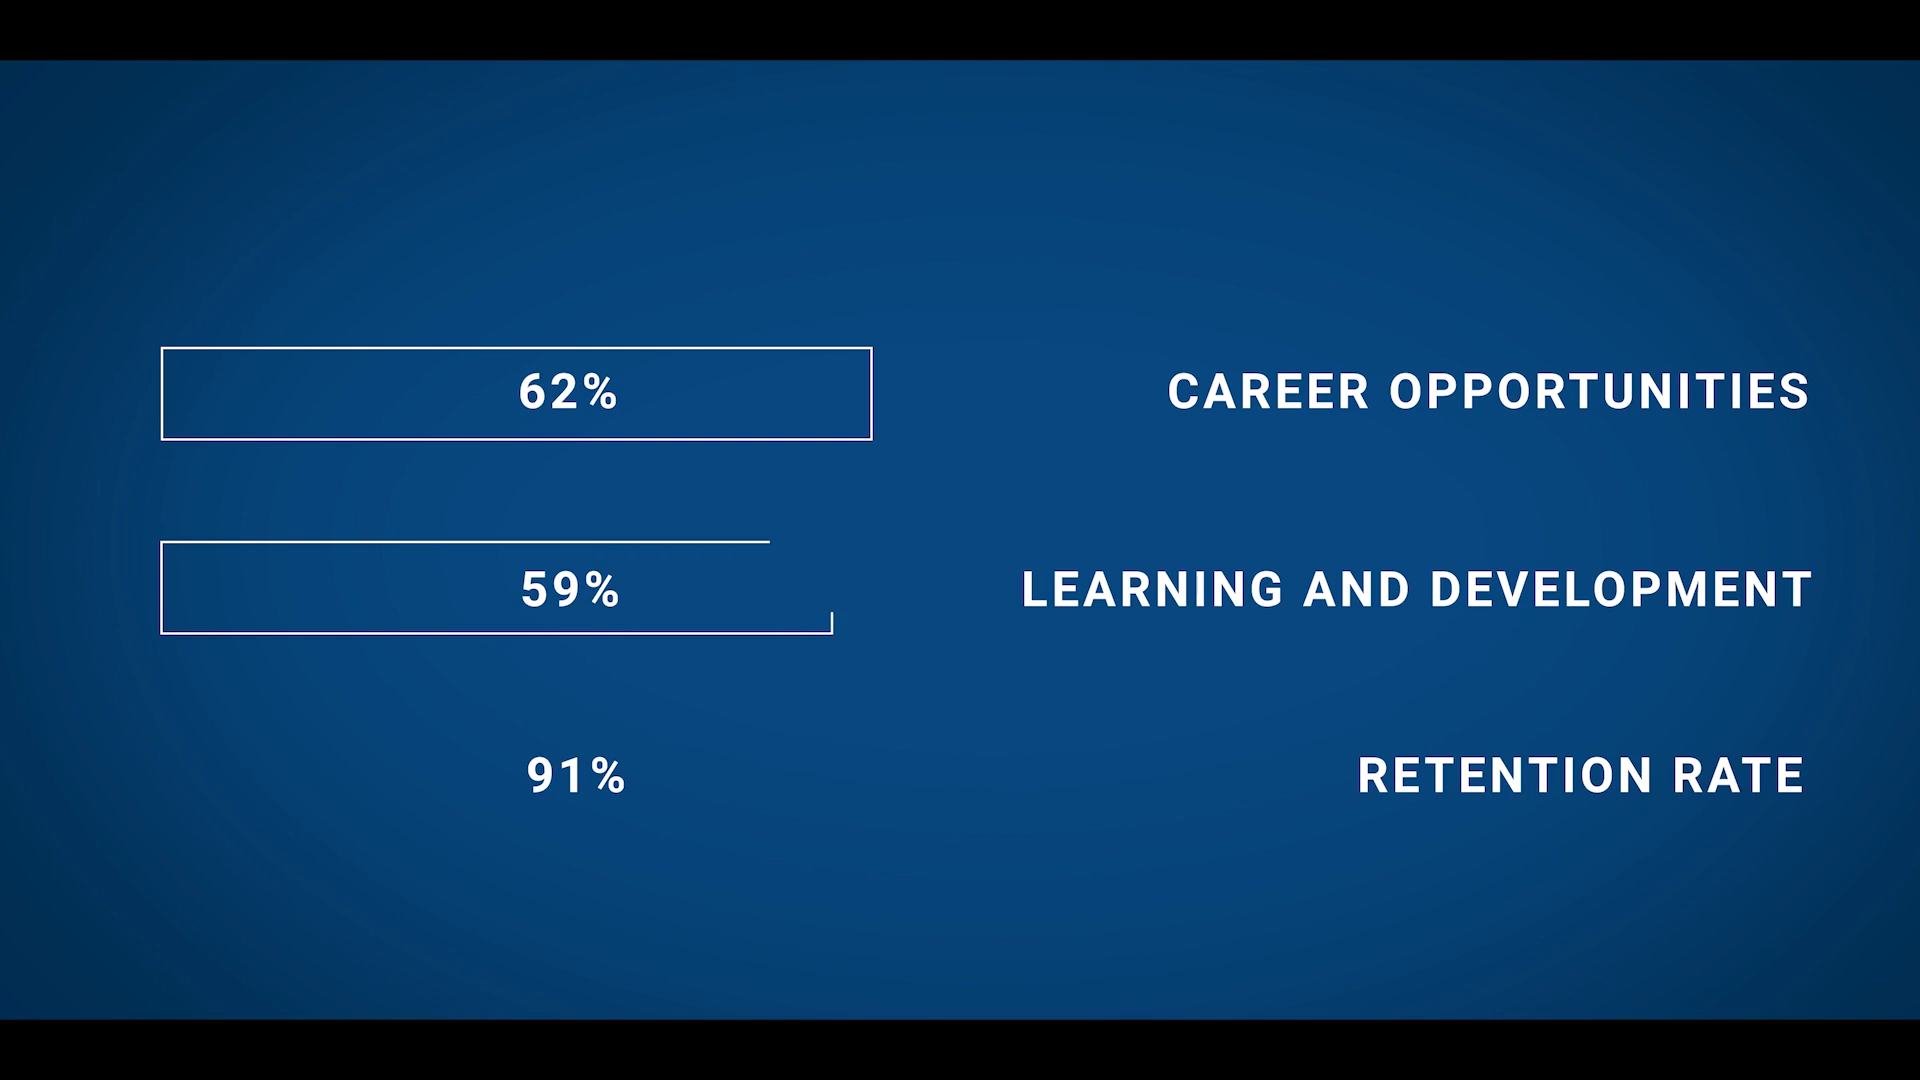 62% CAREER OPPORTUNITIES
59% LEARNING AND DEVELOPMENT
91% RETENTION RATE